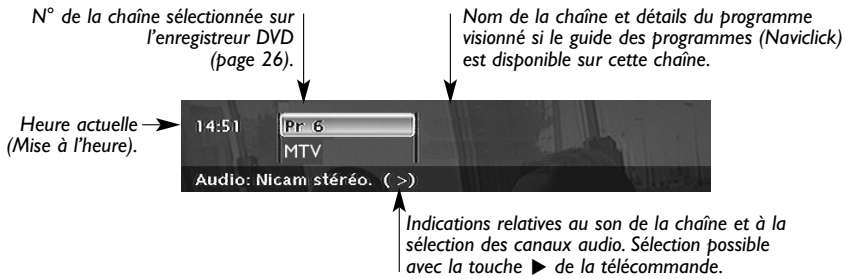 N° de la chaîne sélectionnée sur
l'enregistreur DVD
(page 26).
Nom de la chaîne et détails du programme
visionné si le guide des programmes (Naviclick)
est disponible sur cette chaîne.
Heure actuelle
(Mise à l'heure).
14:51 Pr 6
MTV
Audio: Nicam stéréo. ( >)
Indications relatives au son de la chaîne et à la
sélection des canaux audio. Sélection possible
avec la touche ▶ de la télécommande.